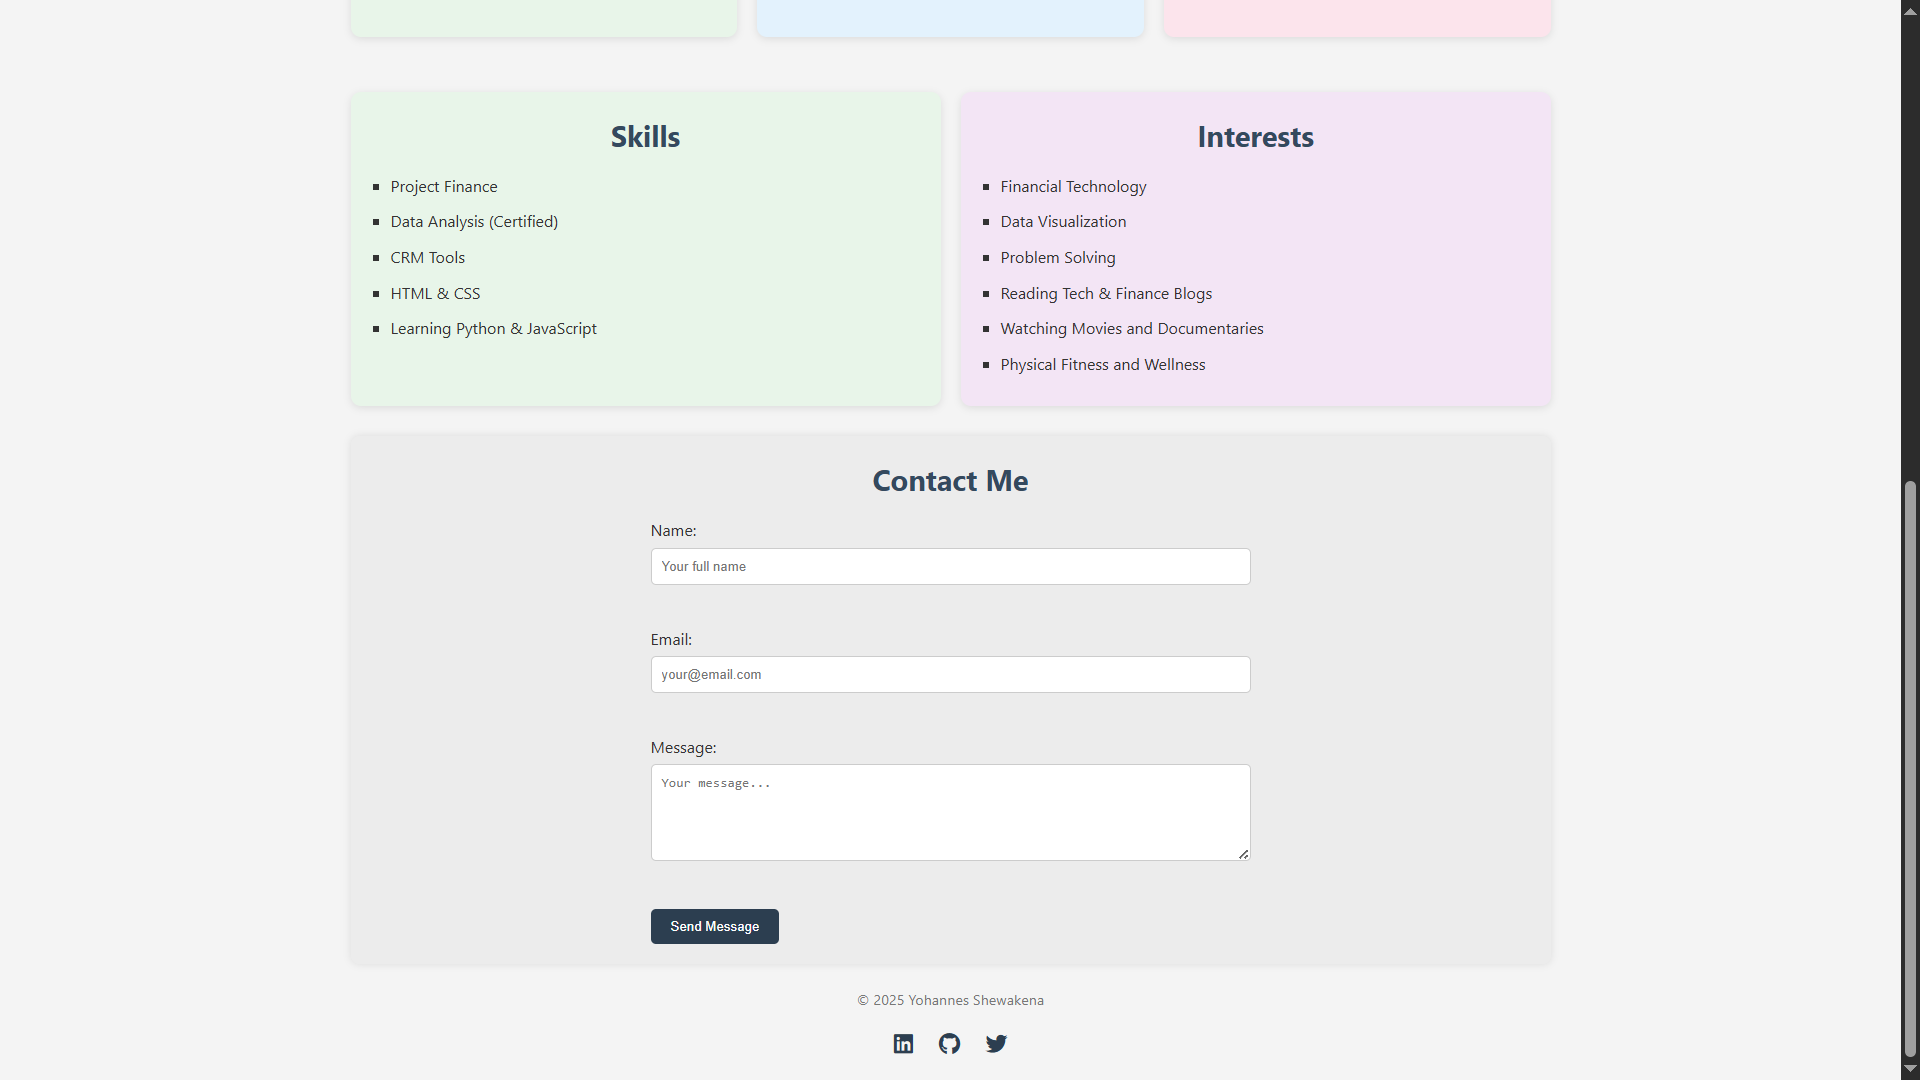 Skills
Project Finance
Data Analysis (Certified)
CRM Tools
HTML & CSS
Learning Python & JavaScript
Interests
Financial Technology
Data Visualization
Problem Solving
Reading Tech & Finance Blogs
Watching Movies and Documentaries
Physical Fitness and Wellness
Contact Me
Name:
Your full name
Email:
your@email.com
Message:
Your message...
Send Message
© 2025 Yohannes Shewakena
in